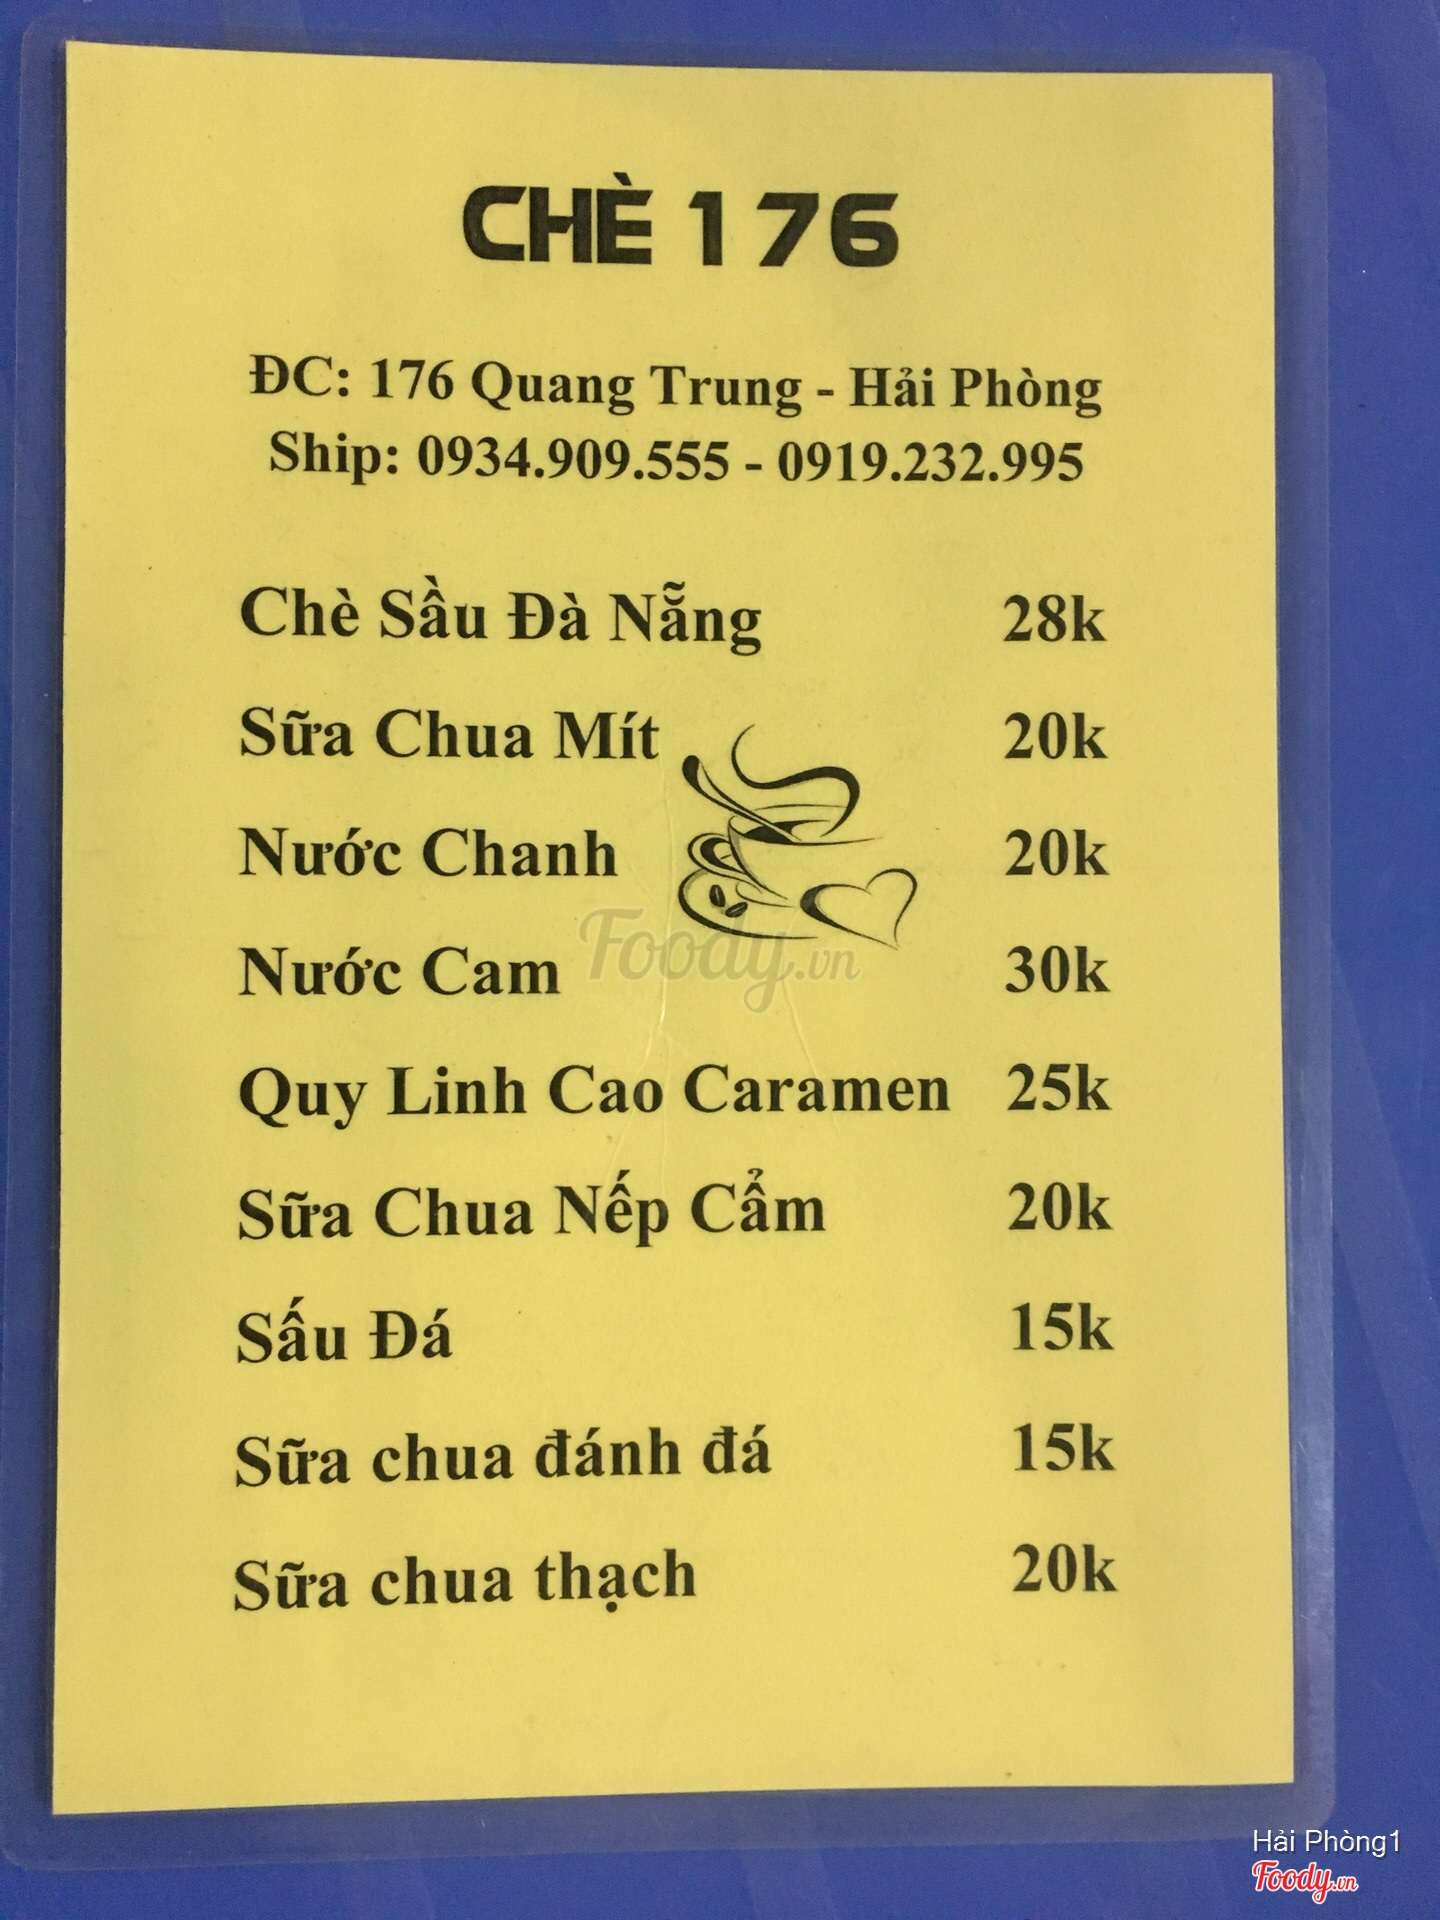 CHÈ 176
ĐC: 176 Quang Trung - Hải Phòng
Ship: 0934.909.555 - 0919.232.995
Chè Sầu Đà Nẵng 28k
Sữa Chua Mít 20k
Nước Chanh 20k
Nước Cam 30k
Foody.vn
Quy Linh Cao Caramen 25k
Sữa Chua Nếp Cẩm 20k
Sấu Đá 15k
Sữa chua đánh đá 15k
Sữa chua thạch 20k
Hải Phòng1
Foody.vn